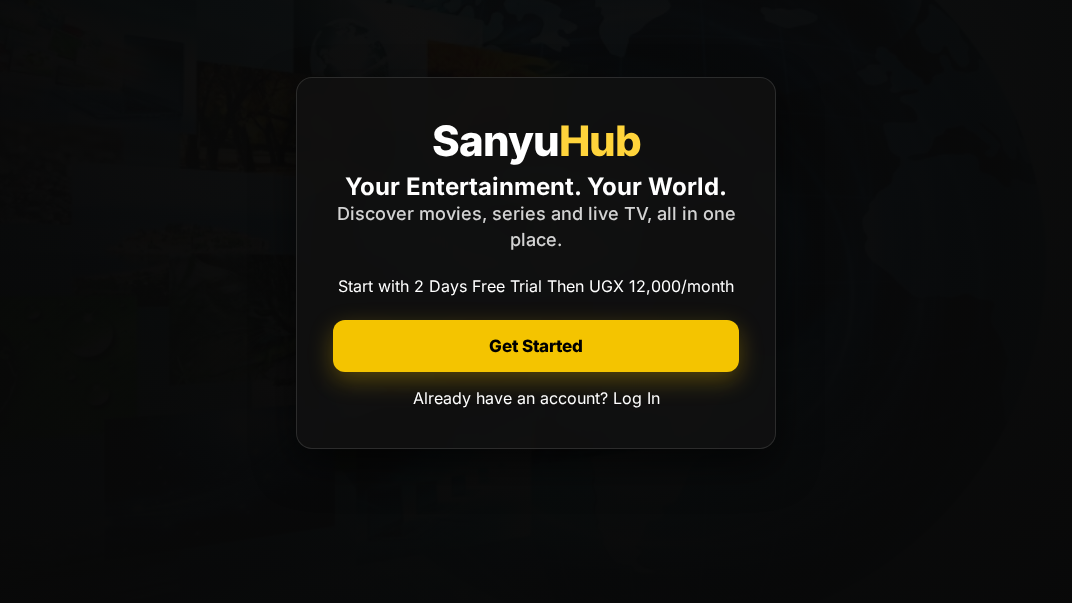 SanyuHub
Your Entertainment. Your World.
Discover movies, series and live TV, all in one
place.
Start with 2 Days Free Trial Then UGX 12,000/month
Get Started
Already have an account? Log In